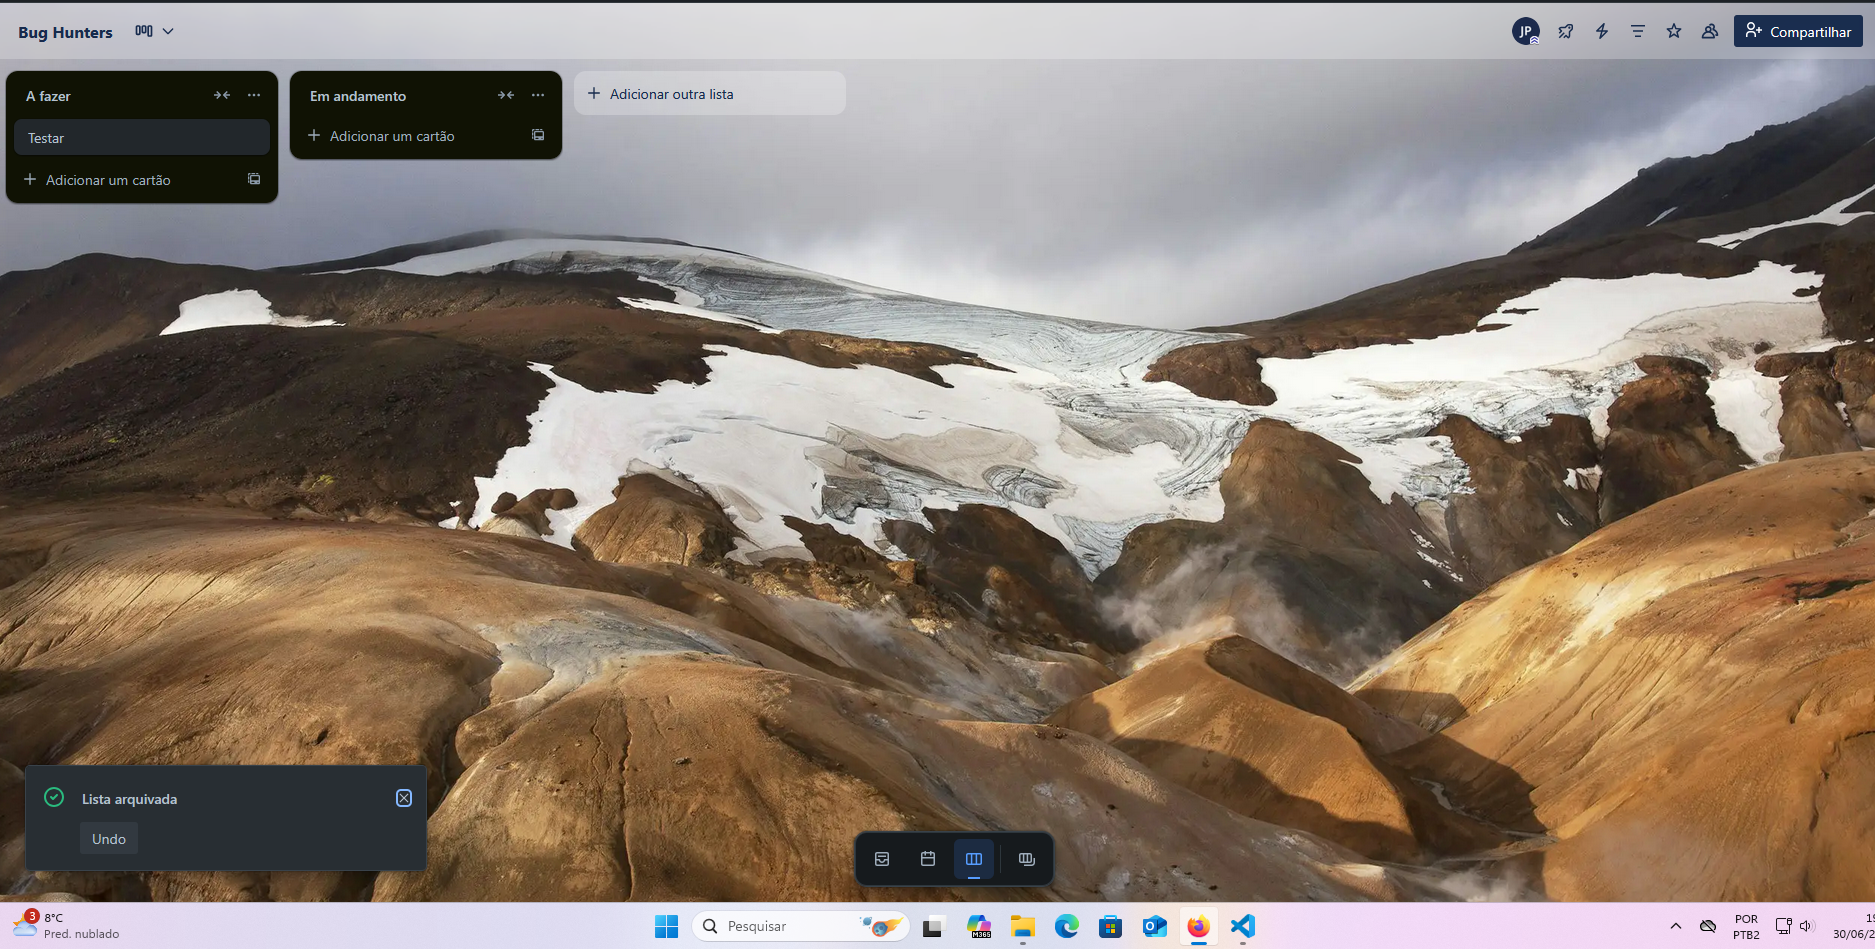 Bug Hunters
JP
Compartilhar
A fazer
Testar
Adicionar um cartão
Em andamento
Adicionar um cartão
Adicionar outra lista
Lista arquivada
Undo
3
8°C
Pred. nublado
Pesquisar
M365
POR
PTB2
30/06/2